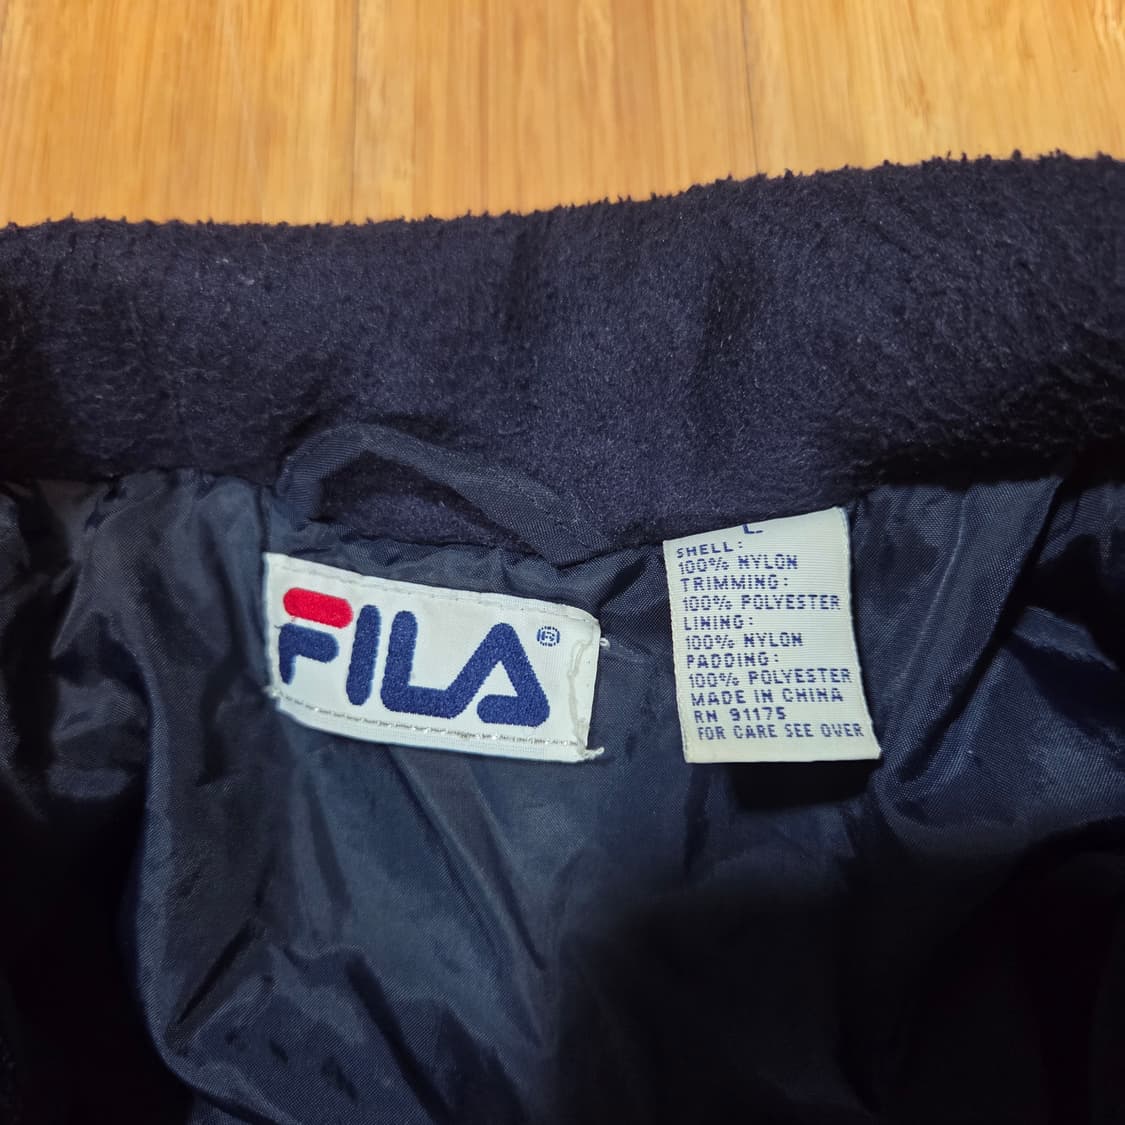 FILA®
L
SHELL:
100% NYLON
TRIMMING:
100% POLYESTER
LINING:
100% NYLON
PADDING:
100% POLYESTER
MADE IN CHINA
RN 91175
FOR CARE SEE OVER